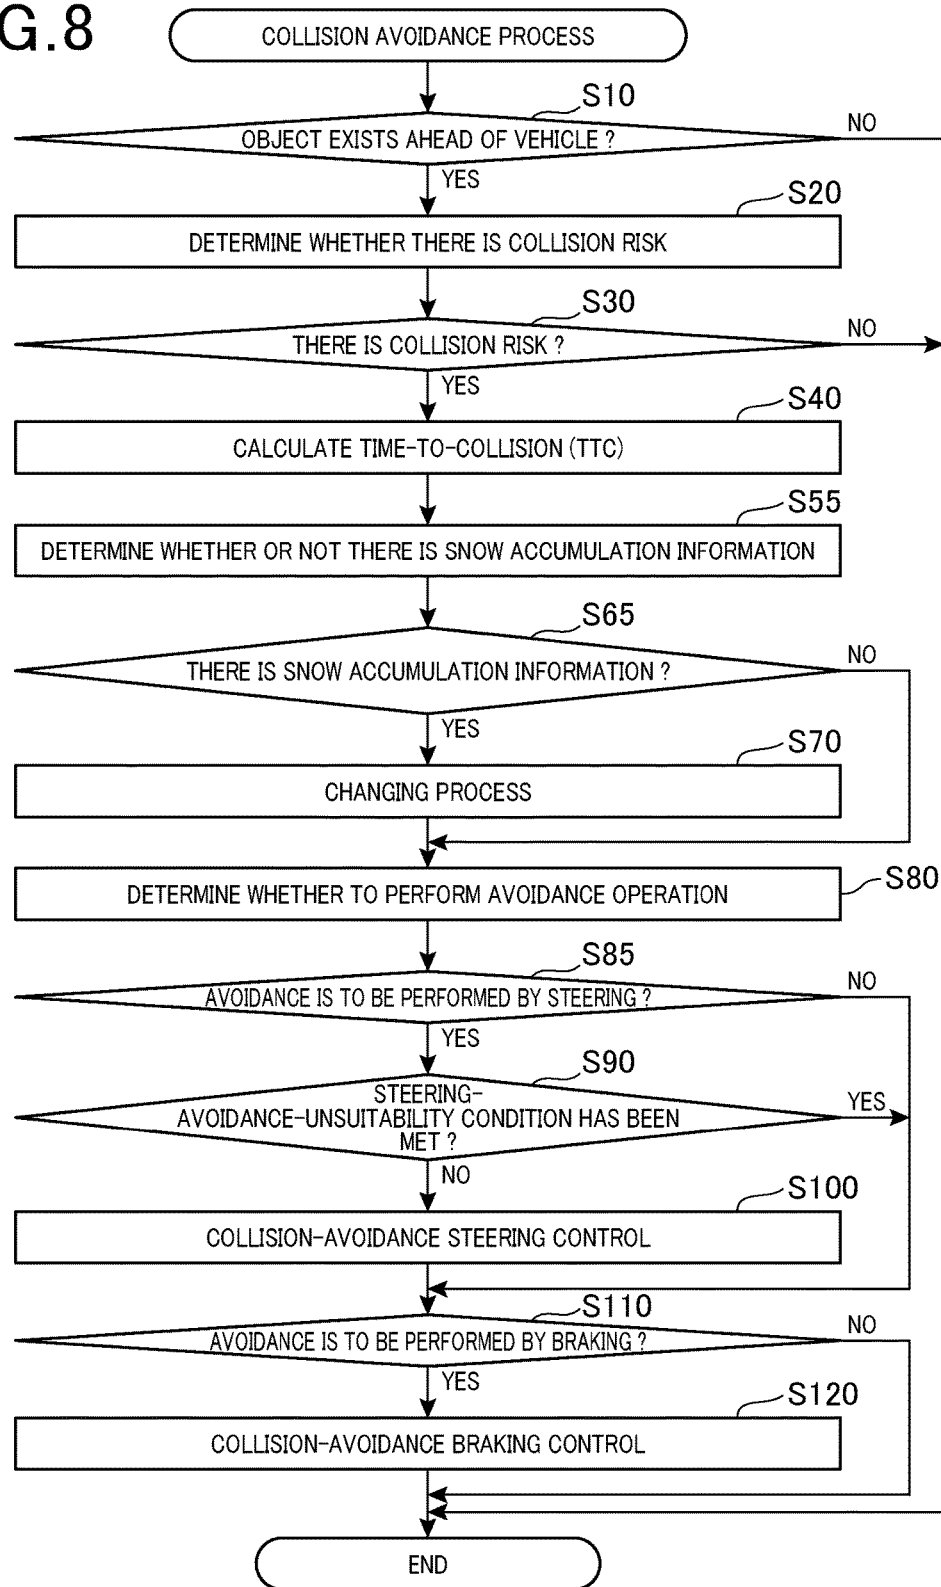 G.8
COLLISION AVOIDANCE PROCESS
S10
OBJECT EXISTS AHEAD OF VEHICLE ?
NO
YES
S20
DETERMINE WHETHER THERE IS COLLISION RISK
S30
THERE IS COLLISION RISK ?
NO
YES
S40
CALCULATE TIME-TO-COLLISION (TTC)
S55
DETERMINE WHETHER OR NOT THERE IS SNOW ACCUMULATION INFORMATION
S65
THERE IS SNOW ACCUMULATION INFORMATION ?
NO
YES
S70
CHANGING PROCESS
DETERMINE WHETHER TO PERFORM AVOIDANCE OPERATION
S80
S85
AVOIDANCE IS TO BE PERFORMED BY STEERING ?
NO
YES
S90
STEERING-
AVOIDANCE-UNSUITABILITY CONDITION HAS BEEN
MET ?
YES
NO
S100
COLLISION-AVOIDANCE STEERING CONTROL
S110
AVOIDANCE IS TO BE PERFORMED BY BRAKING ?
NO
YES
S120
COLLISION-AVOIDANCE BRAKING CONTROL
END